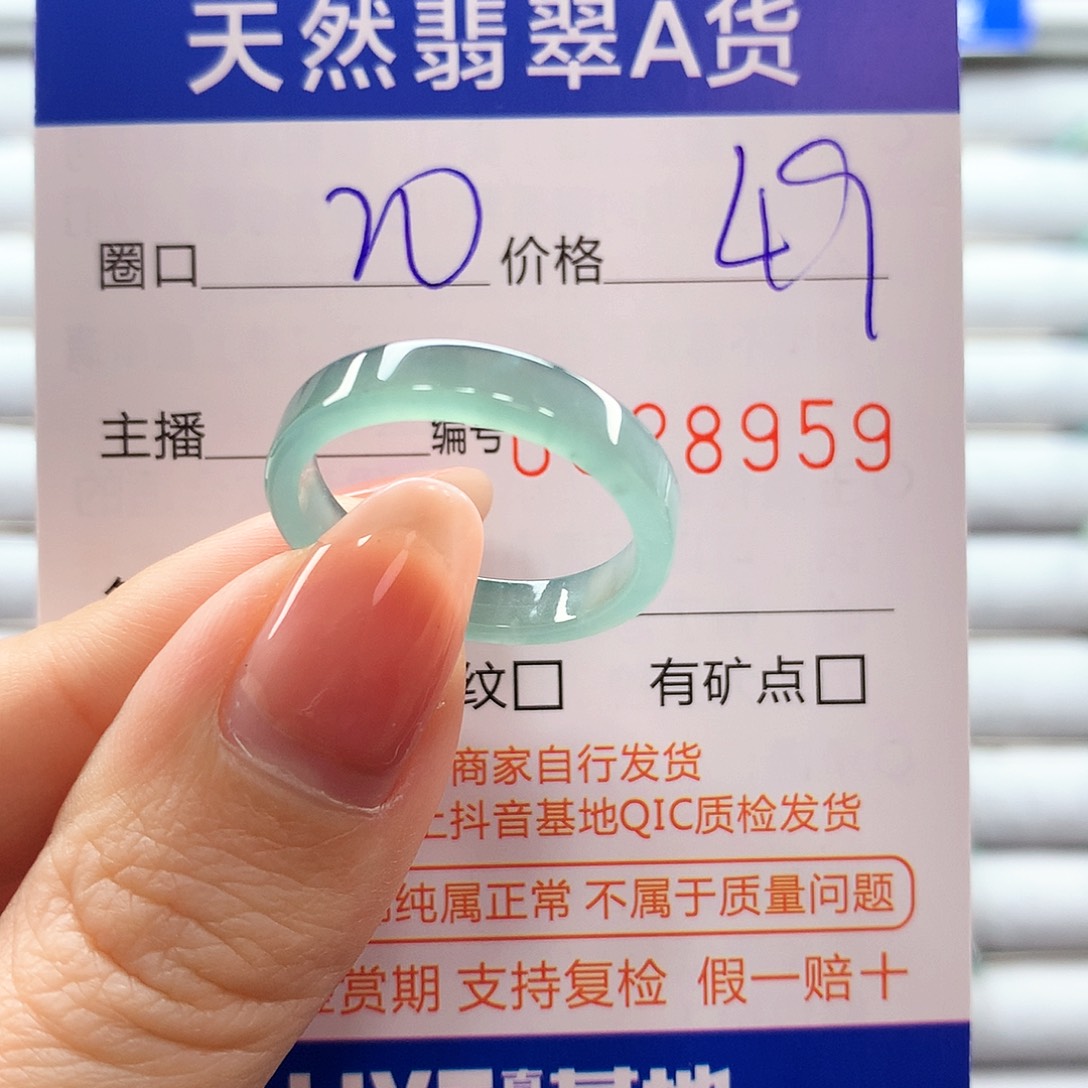 天然翡翠A货
圈口 20 价格 49
主播 编号 8959
纹□ 有矿点□
商家自行发货
抖音基地QIC质检发货
纯属正常 不属于质量问题
赏期 支持复检 假一赔十
基地